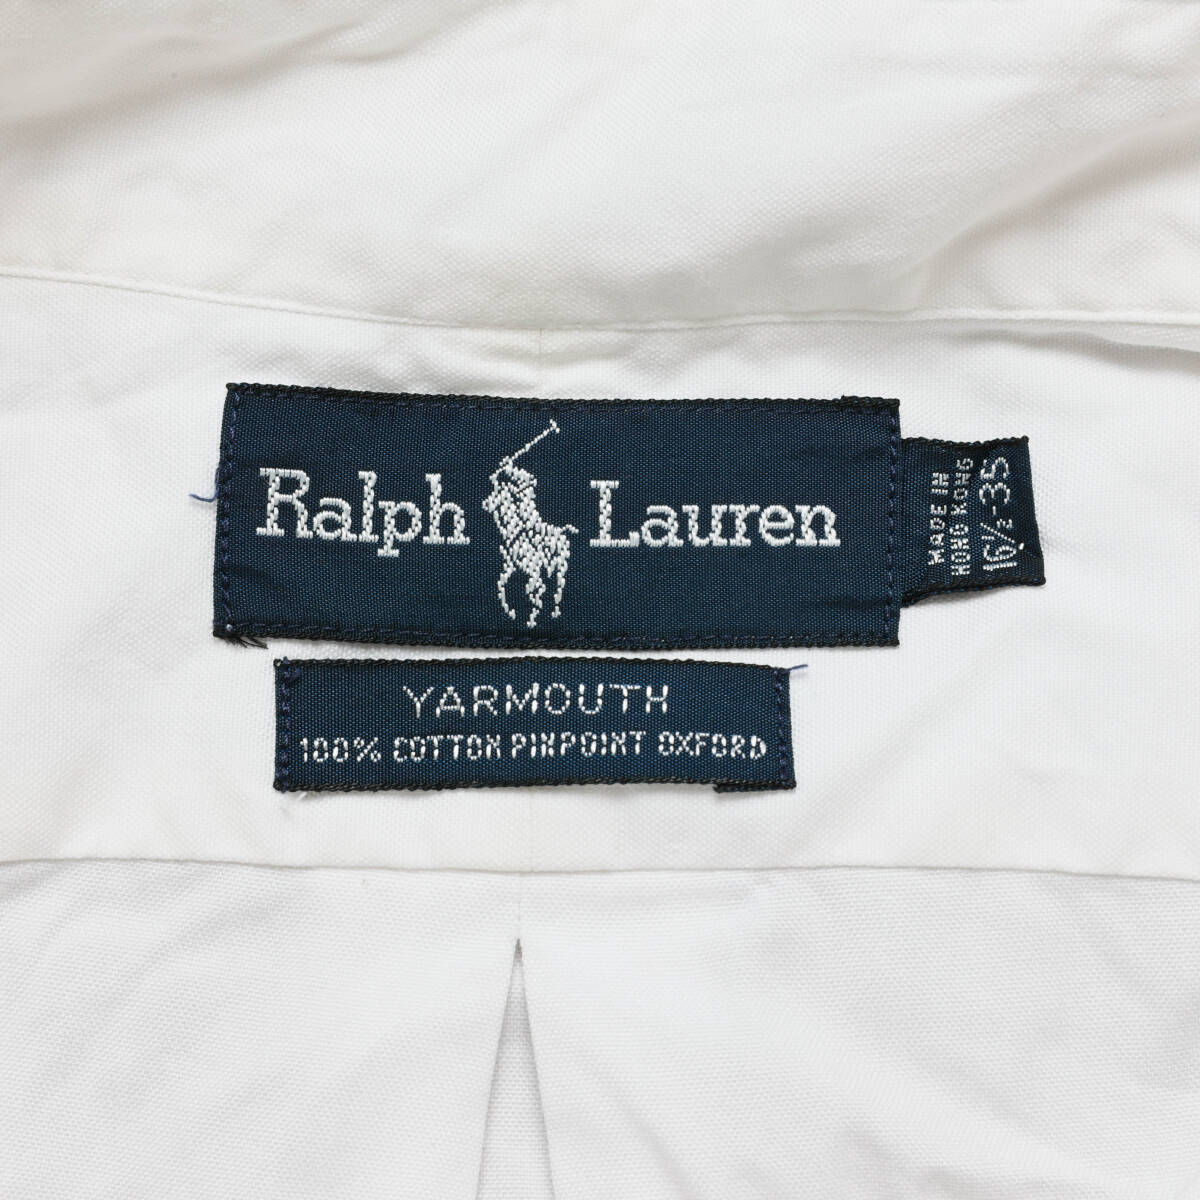 Ralph Lauren
MADE IN
HONG KONG
16½-35
YARMOUTH
100% COTTON PINPOINT OXFORD